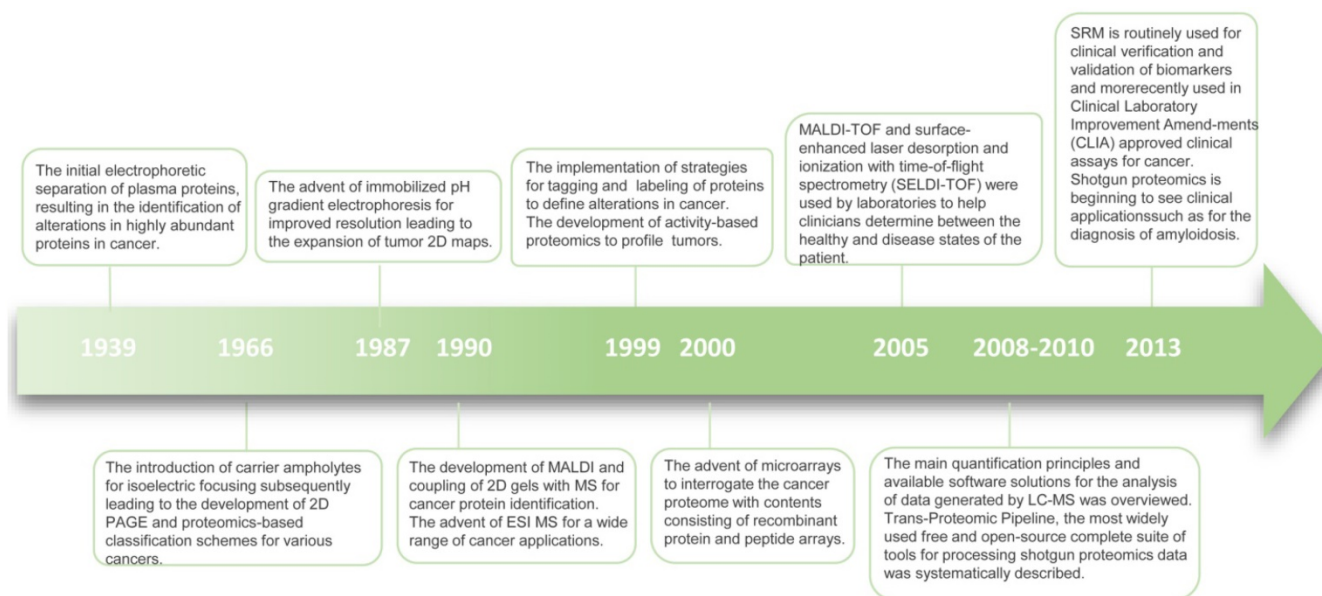 The initial electrophoretic
separation of plasma proteins,
resulting in the identification of
alterations in highly abundant
proteins in cancer.
The advent of immobilized pH
gradient electrophoresis for
improved resolution leading to
the expansion of tumor 2D maps.
The implementation of strategies
for tagging and labeling of proteins
to define alterations in cancer.
The development of activity-based
proteomics to profile tumors.
MALDI-TOF and surface-
enhanced laser desorption and
ionization with time-of-flight
spectrometry (SELDI-TOF) were
used by laboratories to help
clinicians determine between the
healthy and disease states of the
patient.
SRM is routinely used for
clinical verification and
validation of biomarkers
and morerecently used in
Clinical Laboratory
Improvement Amend-ments
(CLIA) approved clinical
assays for cancer.
Shotgun proteomics is
beginning to see clinical
applicationssuch as for the
diagnosis of amyloidosis.
1939 1966 1987 1990 1999 2000 2005 2008-2010 2013
The introduction of carrier ampholytes
for isoelectric focusing subsequently
leading to the development of 2D
PAGE and proteomics-based
classification schemes for various
cancers.
The development of MALDI and
coupling of 2D gels with MS for
cancer protein identification.
The advent of ESI MS for a wide
range of cancer applications.
The advent of microarrays
to interrogate the cancer
proteome with contents
consisting of recombinant
protein and peptide arrays.
The main quantification principles and
available software solutions for the analysis
of data generated by LC-MS was overviewed.
Trans-Proteomic Pipeline, the most widely
used free and open-source complete suite of
tools for processing shotgun proteomics data
was systematically described.